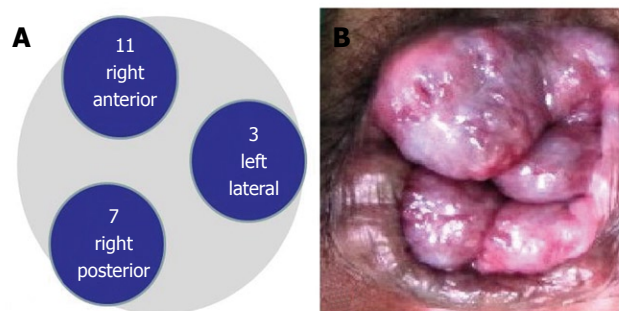 A
11
right
anterior
3
left
lateral
7
right
posterior
B